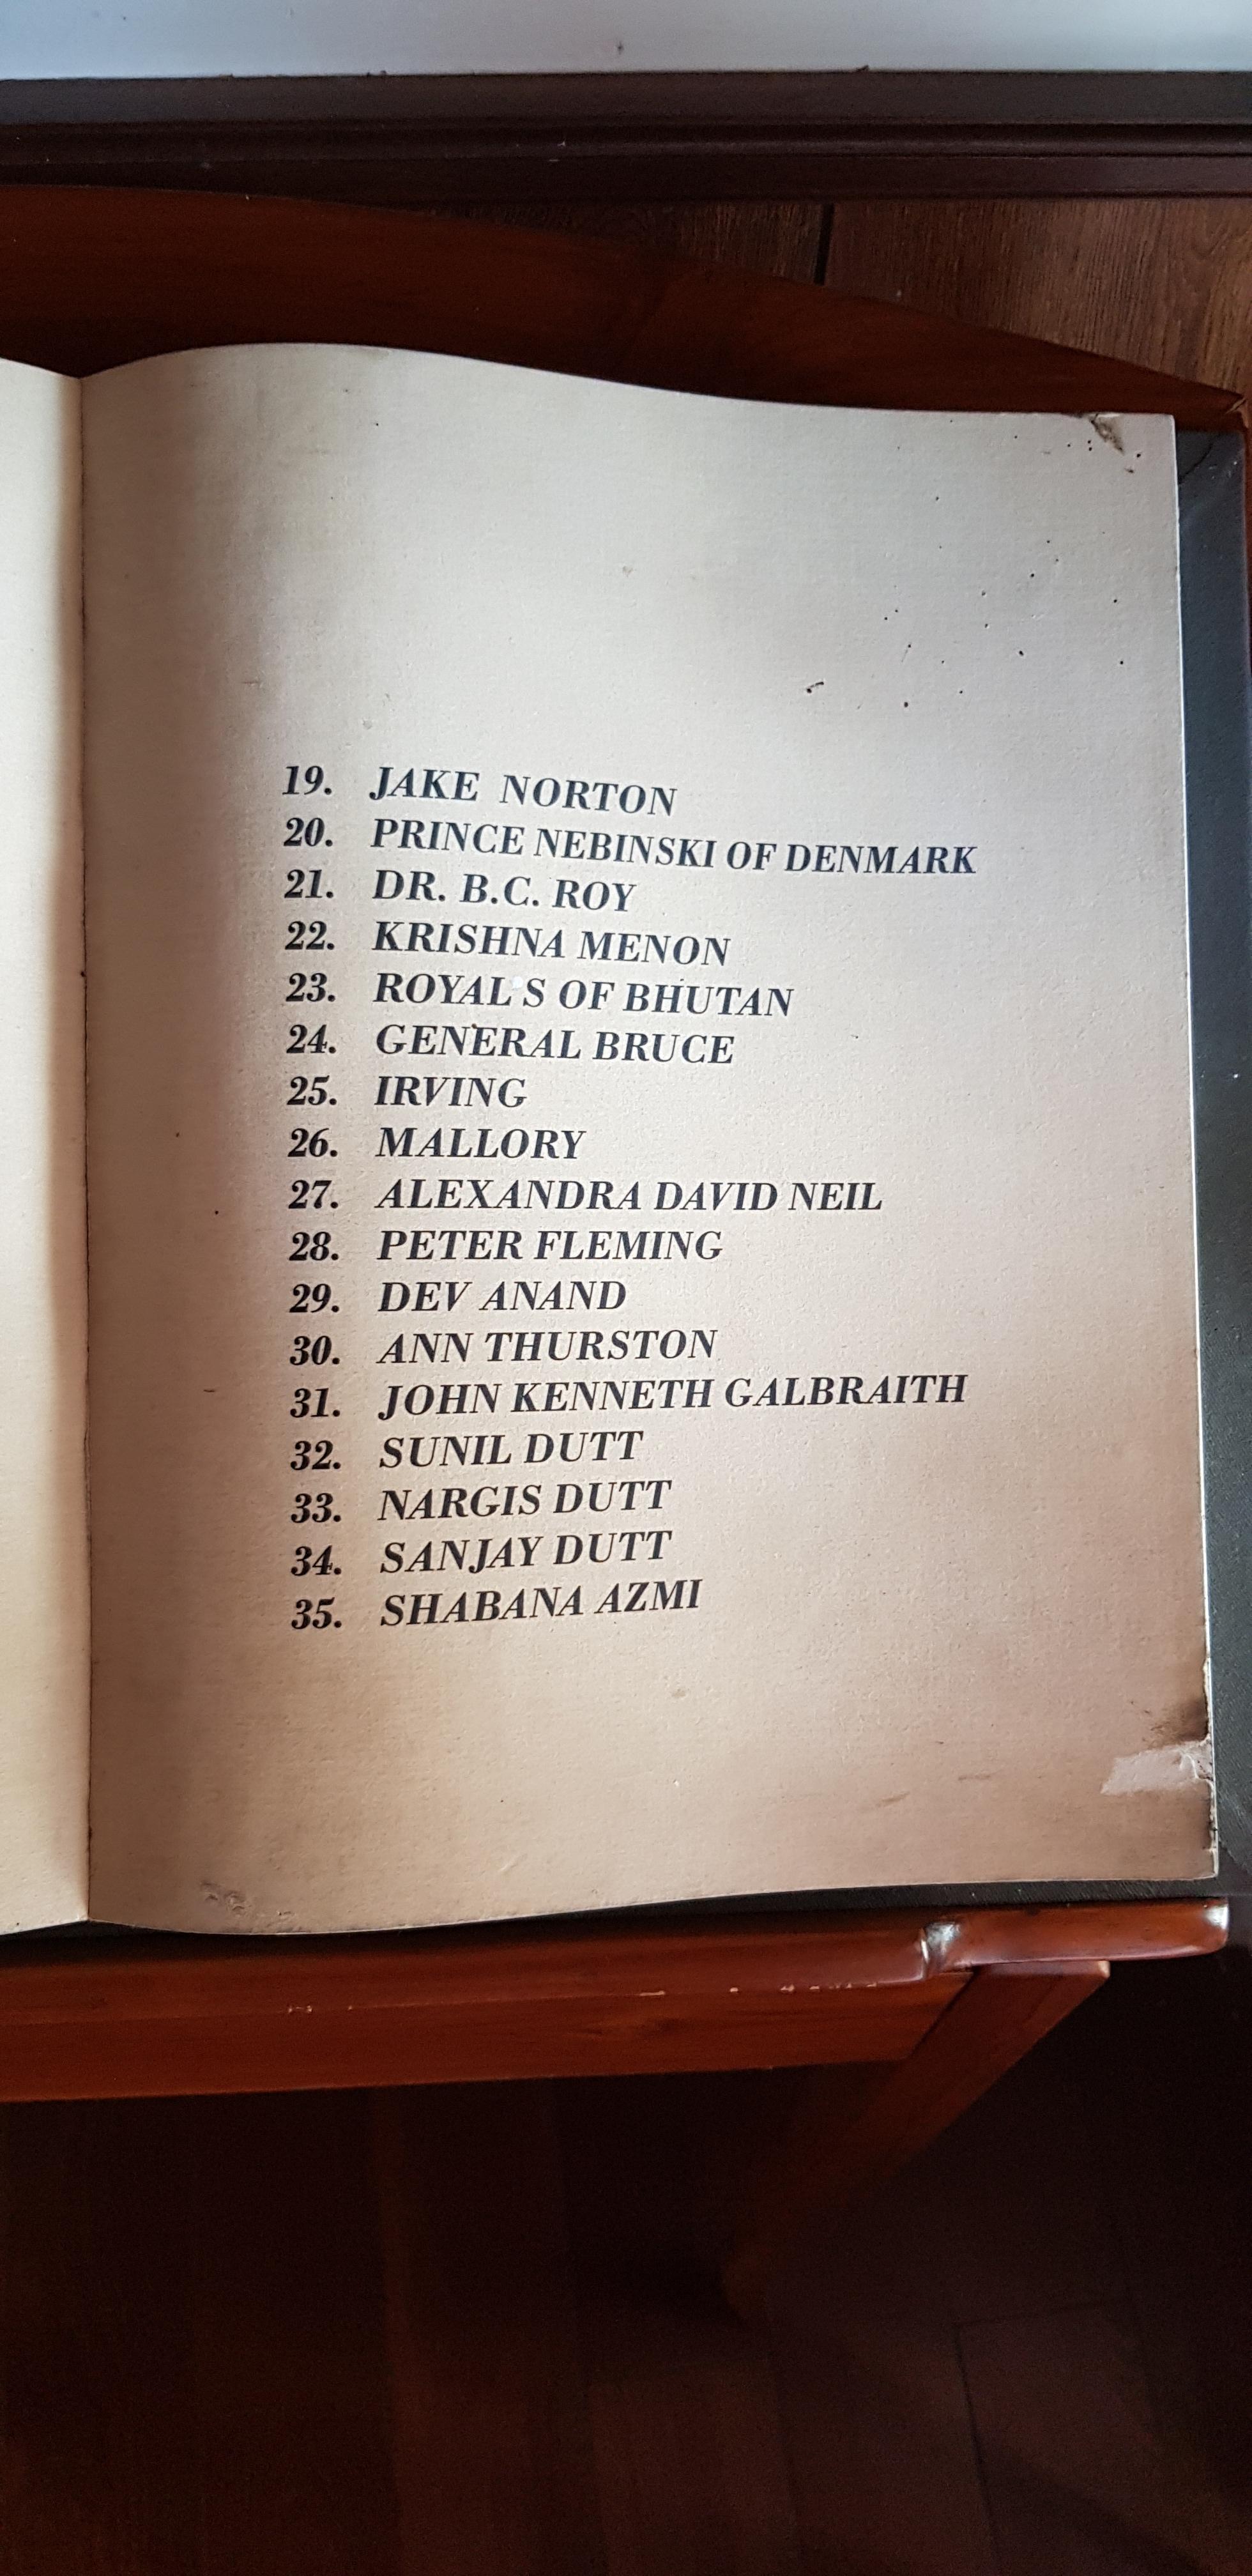 19. JAKE NORTON
20. PRINCE NEBINSKI OF DENMARK
21. DR. B.C. ROY
22. KRISHNA MENON
23. ROYAL'S OF BHUTAN
24. GENERAL BRUCE
25. IRVING
26. MALLORY
27. ALEXANDRA DAVID NEIL
28. PETER FLEMING
29. DEV ANAND
30. ANN THURSTON
31. JOHN KENNETH GALBRAITH
32. SUNIL DUTT
33. NARGIS DUTT
34. SANJAY DUTT
35. SHABANA AZMI